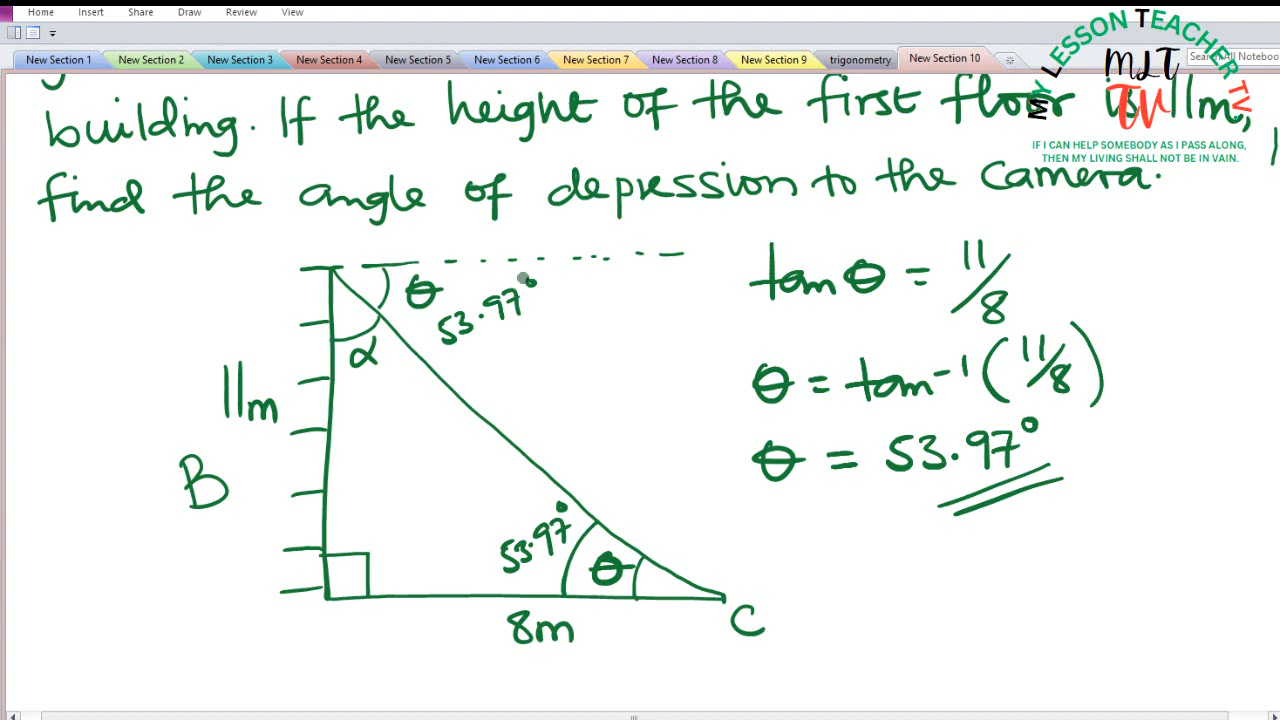 Home Insert Share Draw Review View
New Section 1 New Section 2 New Section 3 New Section 4 New Section 5 New Section 6 New Section 7 New Section 8 New Section 9 trigonometry New Section 10
MY LESSON TEACHER TV
MLT
TV
IF I CAN HELP SOMEBODY AS I PASS ALONG,
THEN MY LIVING SHALL NOT BE IN VAIN.
building. If the height of the first floor is 11m,
find the angle of depression to the camera.
θ
53.97°
α
11m
B
53.97°
θ
8m
C
tan θ = 11/8
θ = tan⁻¹ (11/8)
θ = 53.97°